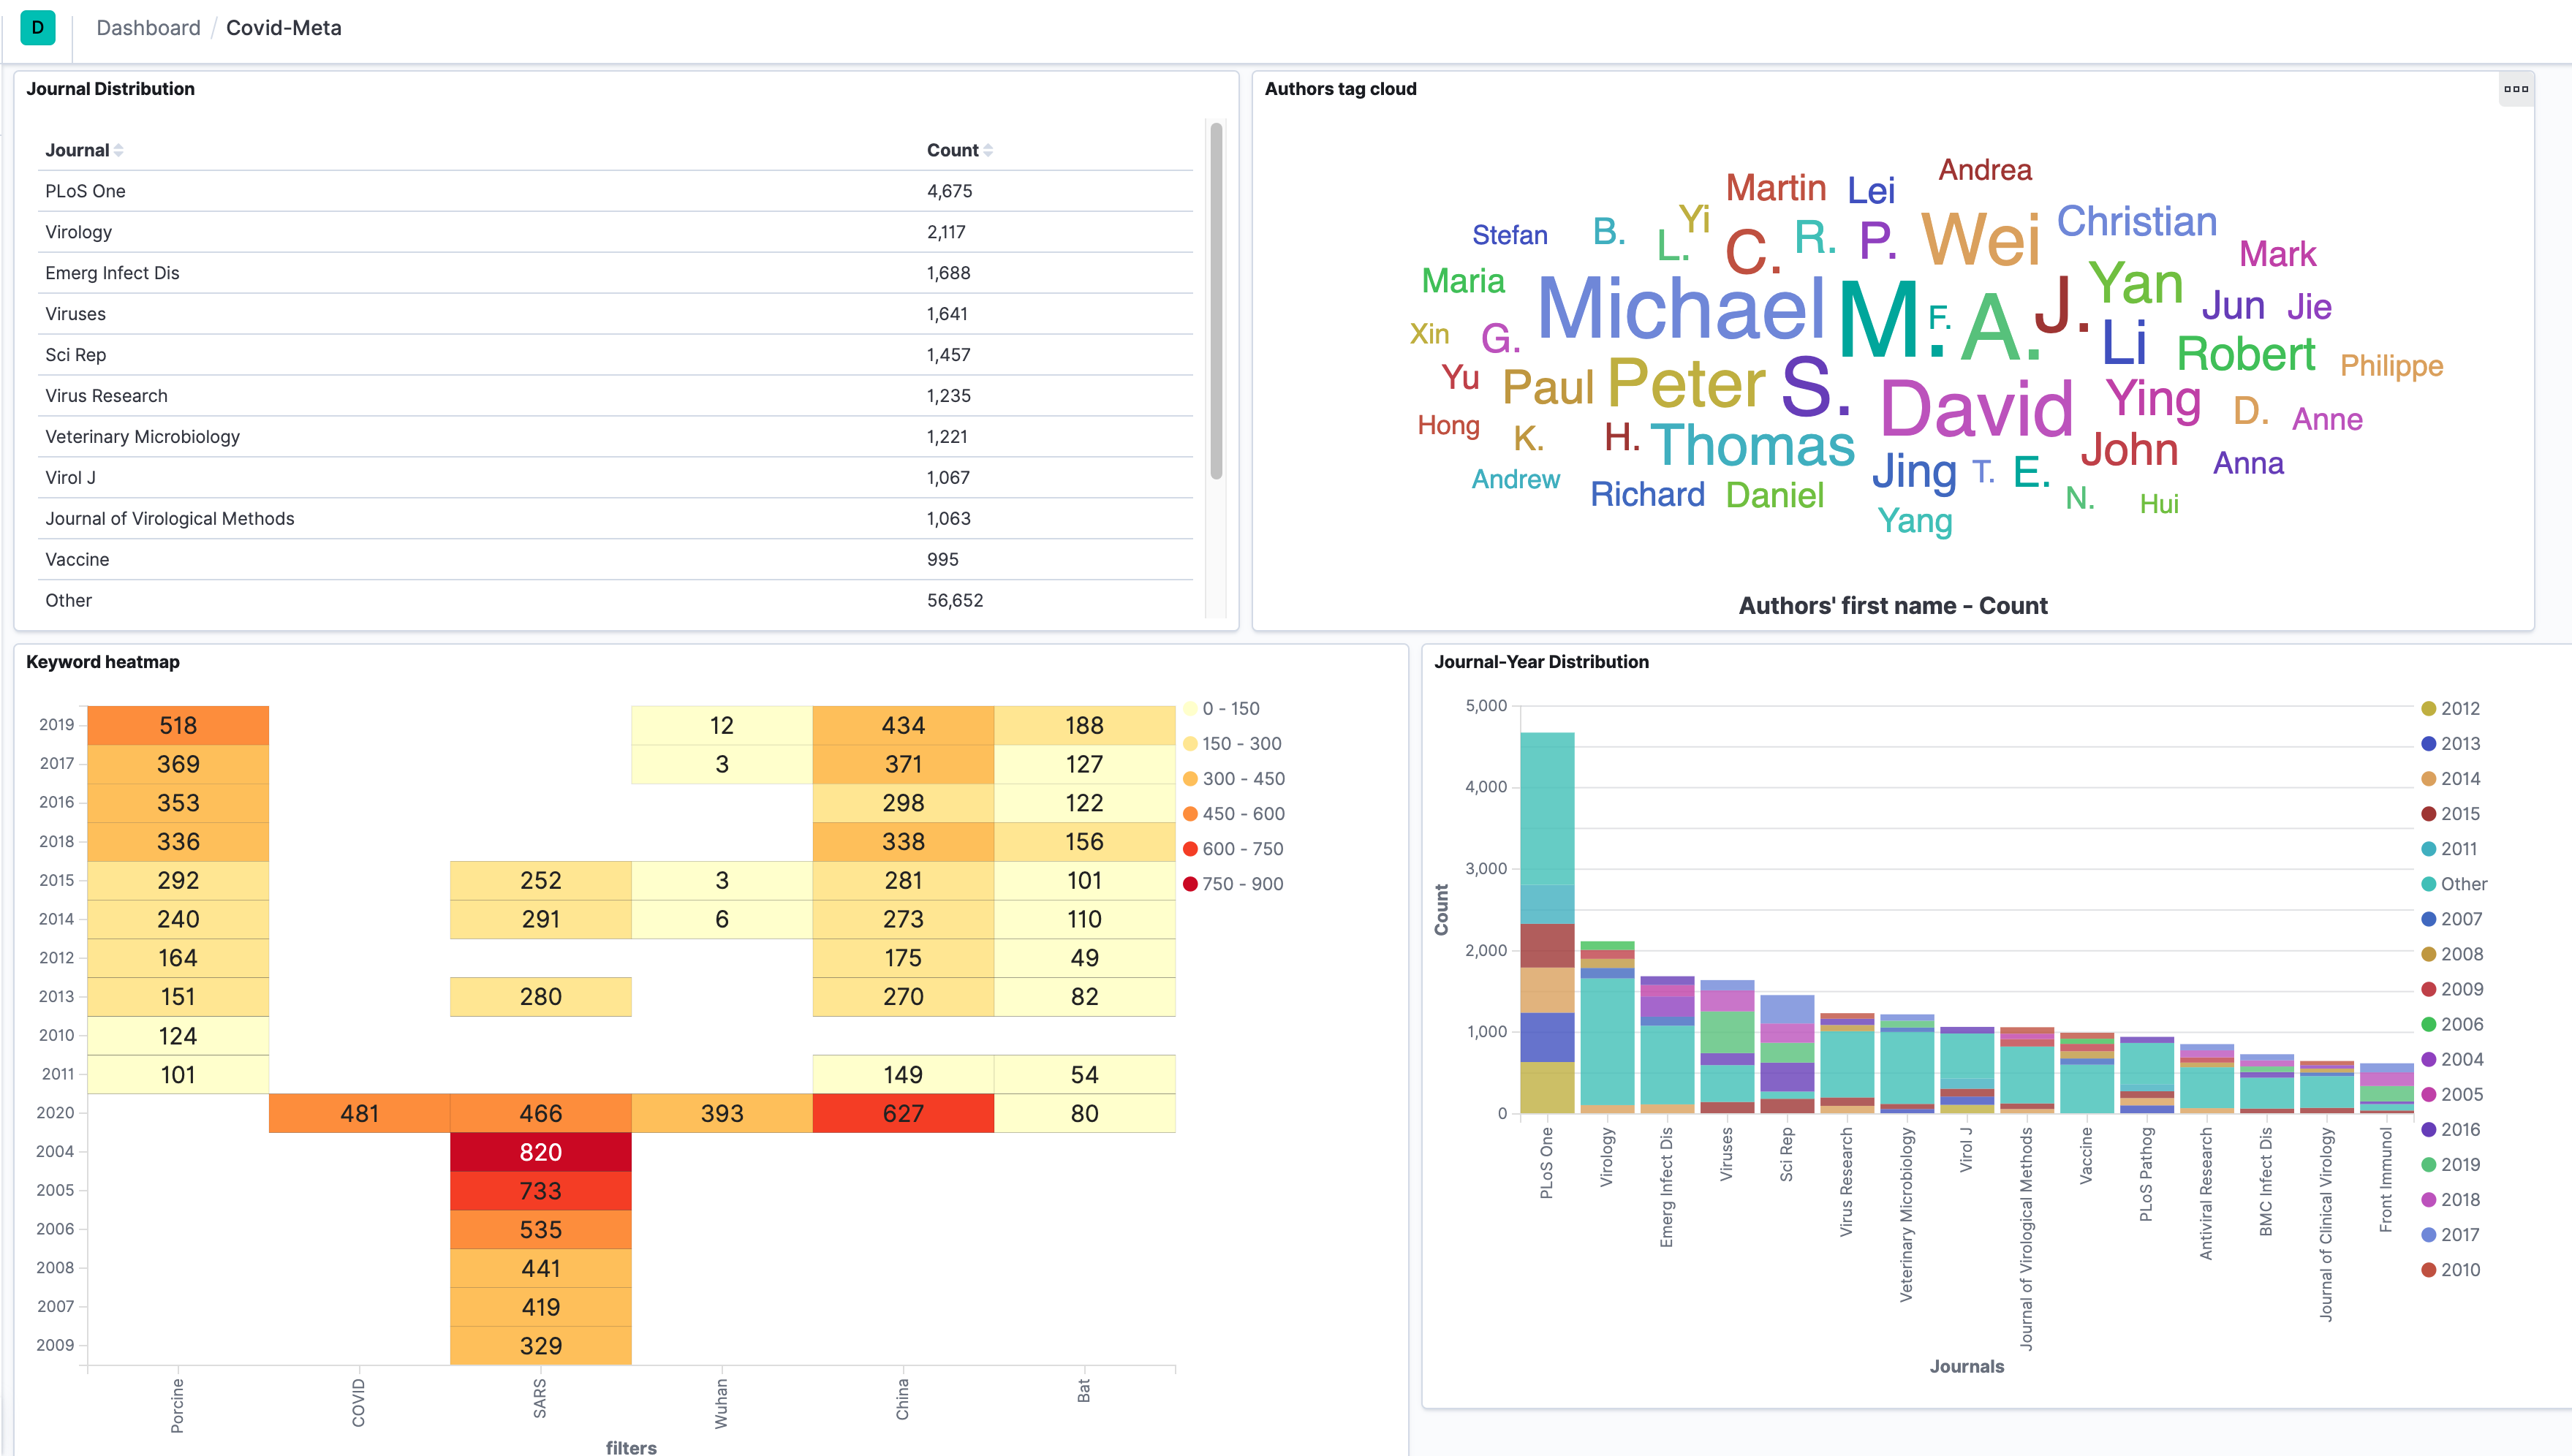 D Dashboard / Covid-Meta
Journal Distribution
Journal Count
PLoS One 4,675
Virology 2,117
Emerg Infect Dis 1,688
Viruses 1,641
Sci Rep 1,457
Virus Research 1,235
Veterinary Microbiology 1,221
Virol J 1,067
Journal of Virological Methods 1,063
Vaccine 995
Other 56,652
Authors tag cloud
Andrea
Martin Lei
Stefan B. L. Yi C. R. P. Wei Christian
Mark
Maria Michael M. F. A. J. Yan Jun Jie
Xin G. Li Robert Philippe
Yu Paul Peter S. David Ying D. Anne
Hong K. H. Thomas John
Andrew Jing T. E. Anna
Richard Daniel N. Hui
Yang
Authors' first name - Count
Keyword heatmap
2019 518 12 434 188
2017 369 3 371 127
2016 353 298 122
2018 336 338 156
2015 292 252 3 281 101
2014 240 291 6 273 110
2012 164 175 49
2013 151 280 270 82
2010 124
2011 101 149 54
2020 481 466 393 627 80
2004 820
2005 733
2006 535
2008 441
2007 419
2009 329
Porcine
COVID
SARS
Wuhan
China
Bat
filters
0 - 150
150 - 300
300 - 450
450 - 600
600 - 750
750 - 900
Journal-Year Distribution
Count
5,000
4,000
3,000
2,000
1,000
0
PLoS One
Virology
Emerg Infect Dis
Viruses
Sci Rep
Virus Research
Veterinary Microbiology
Virol J
Journal of Virological Methods
Vaccine
PLoS Pathog
Antiviral Research
BMC Infect Dis
Journal of Clinical Virology
Front Immunol
Journals
2012
2013
2014
2015
2011
Other
2007
2008
2009
2006
2004
2005
2016
2019
2018
2017
2010